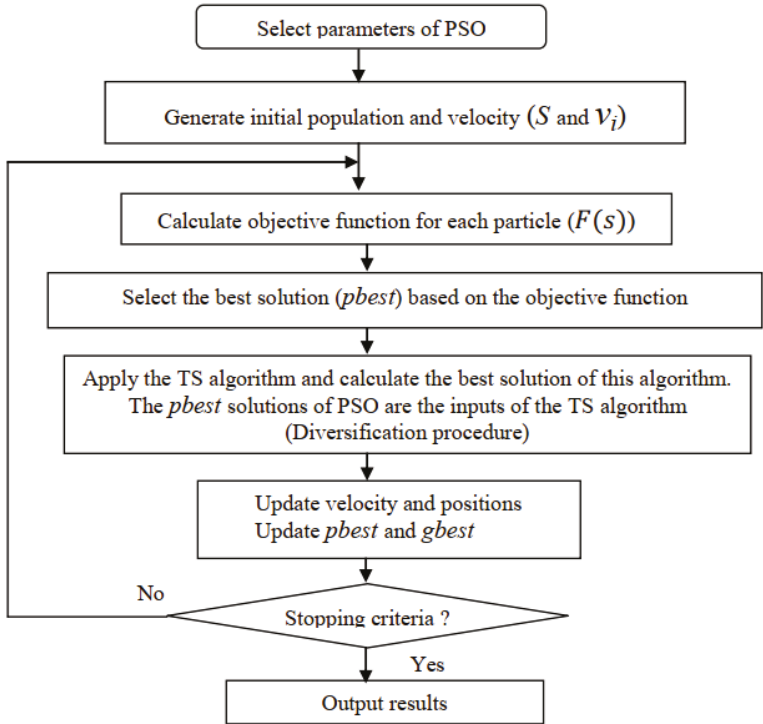 Select parameters of PSO
Generate initial population and velocity (S and vᵢ)
Calculate objective function for each particle (F(s))
Select the best solution (pbest) based on the objective function
Apply the TS algorithm and calculate the best solution of this algorithm.
The pbest solutions of PSO are the inputs of the TS algorithm
(Diversification procedure)
Update velocity and positions
Update pbest and gbest
No
Stopping criteria ?
Yes
Output results